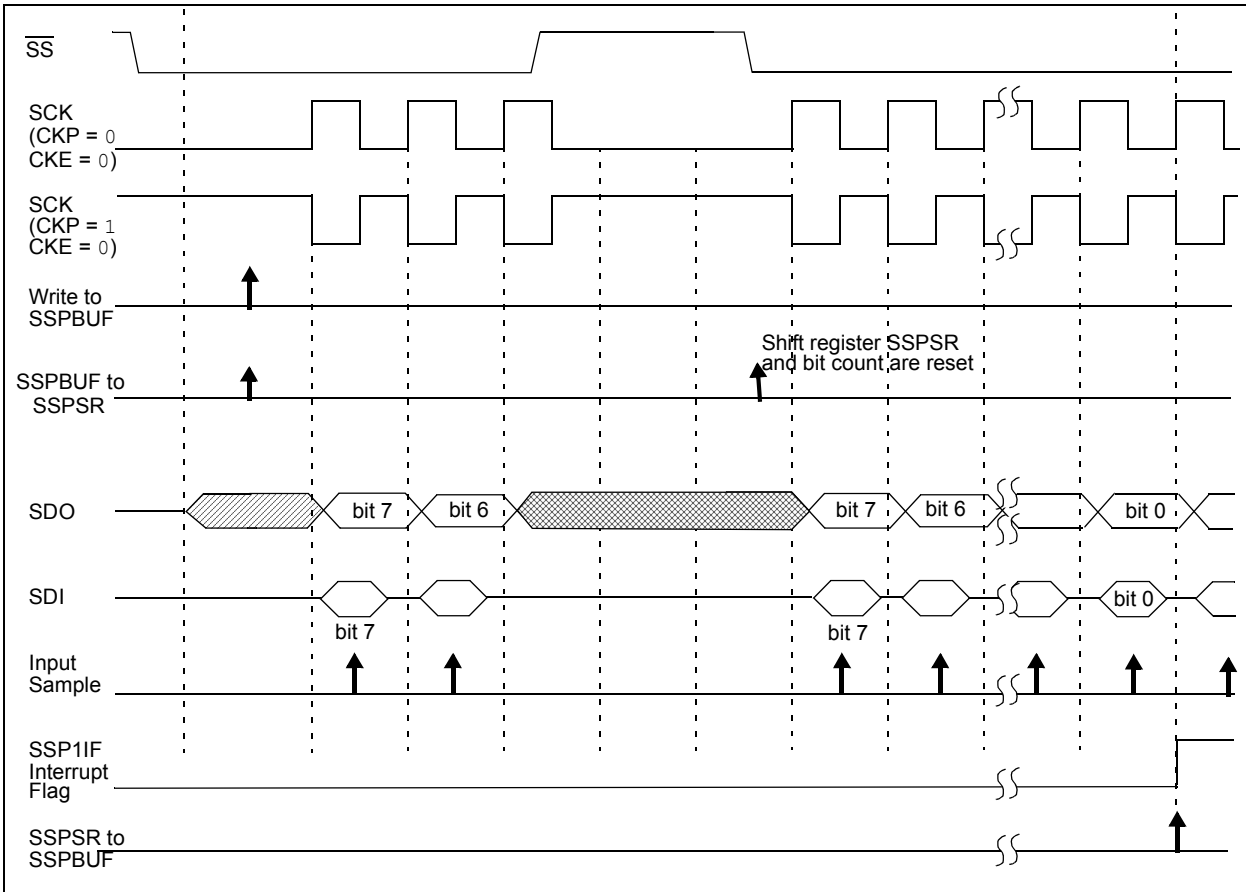 SS
SCK
(CKP = 0
CKE = 0)
SCK
(CKP = 1
CKE = 0)
Write to
SSPBUF
Shift register SSPSR
and bit count are reset
SSPBUF to
SSPSR
SDO
bit 7
bit 6
bit 7
bit 6
bit 0
SDI
bit 0
bit 7
bit 7
Input
Sample
SSP1IF
Interrupt
Flag
SSPSR to
SSPBUF